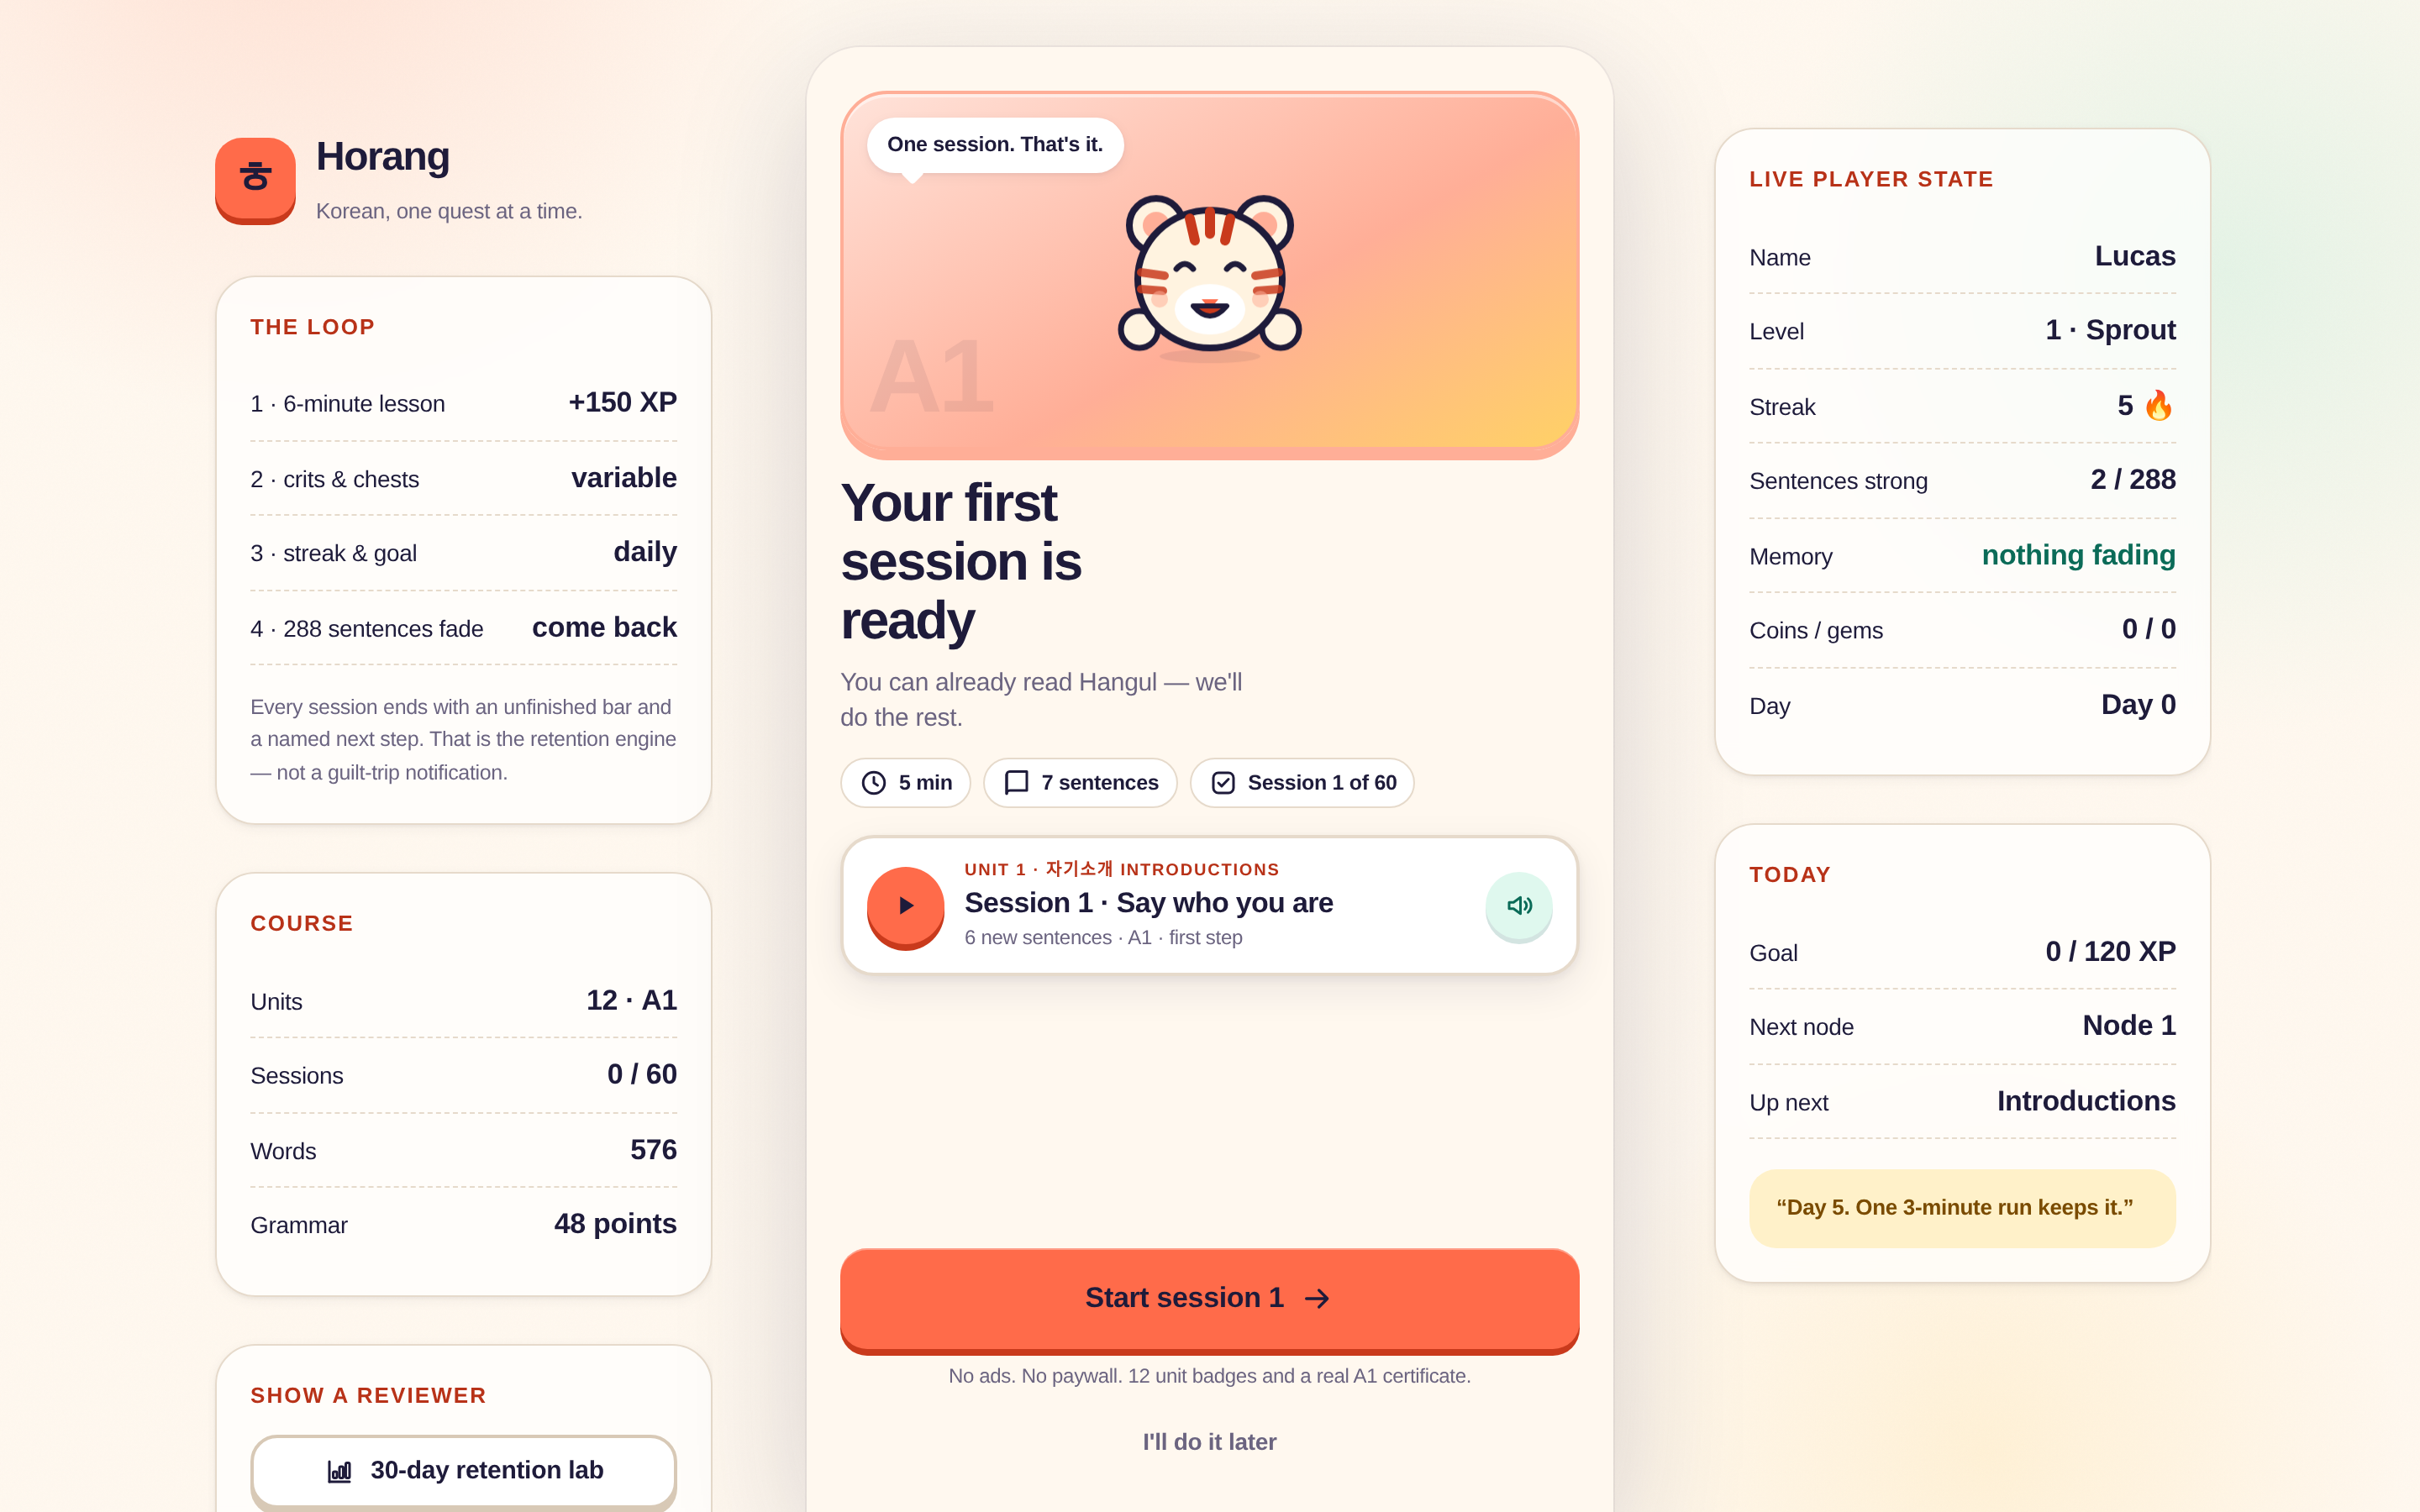 ㅎ
Horang
Korean, one quest at a time.
THE LOOP
1 · 6-minute lesson +150 XP
2 · crits & chests variable
3 · streak & goal daily
4 · 288 sentences fade come back
Every session ends with an unfinished bar and
a named next step. That is the retention engine
— not a guilt-trip notification.
COURSE
Units 12 · A1
Sessions 0 / 60
Words 576
Grammar 48 points
SHOW A REVIEWER
30-day retention lab
One session. That's it.
A1
Your first
session is
ready
You can already read Hangul — we'll
do the rest.
5 min 7 sentences Session 1 of 60
UNIT 1 · 자기소개 INTRODUCTIONS
Session 1 · Say who you are
6 new sentences · A1 · first step
Start session 1 →
No ads. No paywall. 12 unit badges and a real A1 certificate.
I'll do it later
LIVE PLAYER STATE
Name Lucas
Level 1 · Sprout
Streak 5 🔥
Sentences strong 2 / 288
Memory nothing fading
Coins / gems 0 / 0
Day Day 0
TODAY
Goal 0 / 120 XP
Next node Node 1
Up next Introductions
“Day 5. One 3-minute run keeps it.”